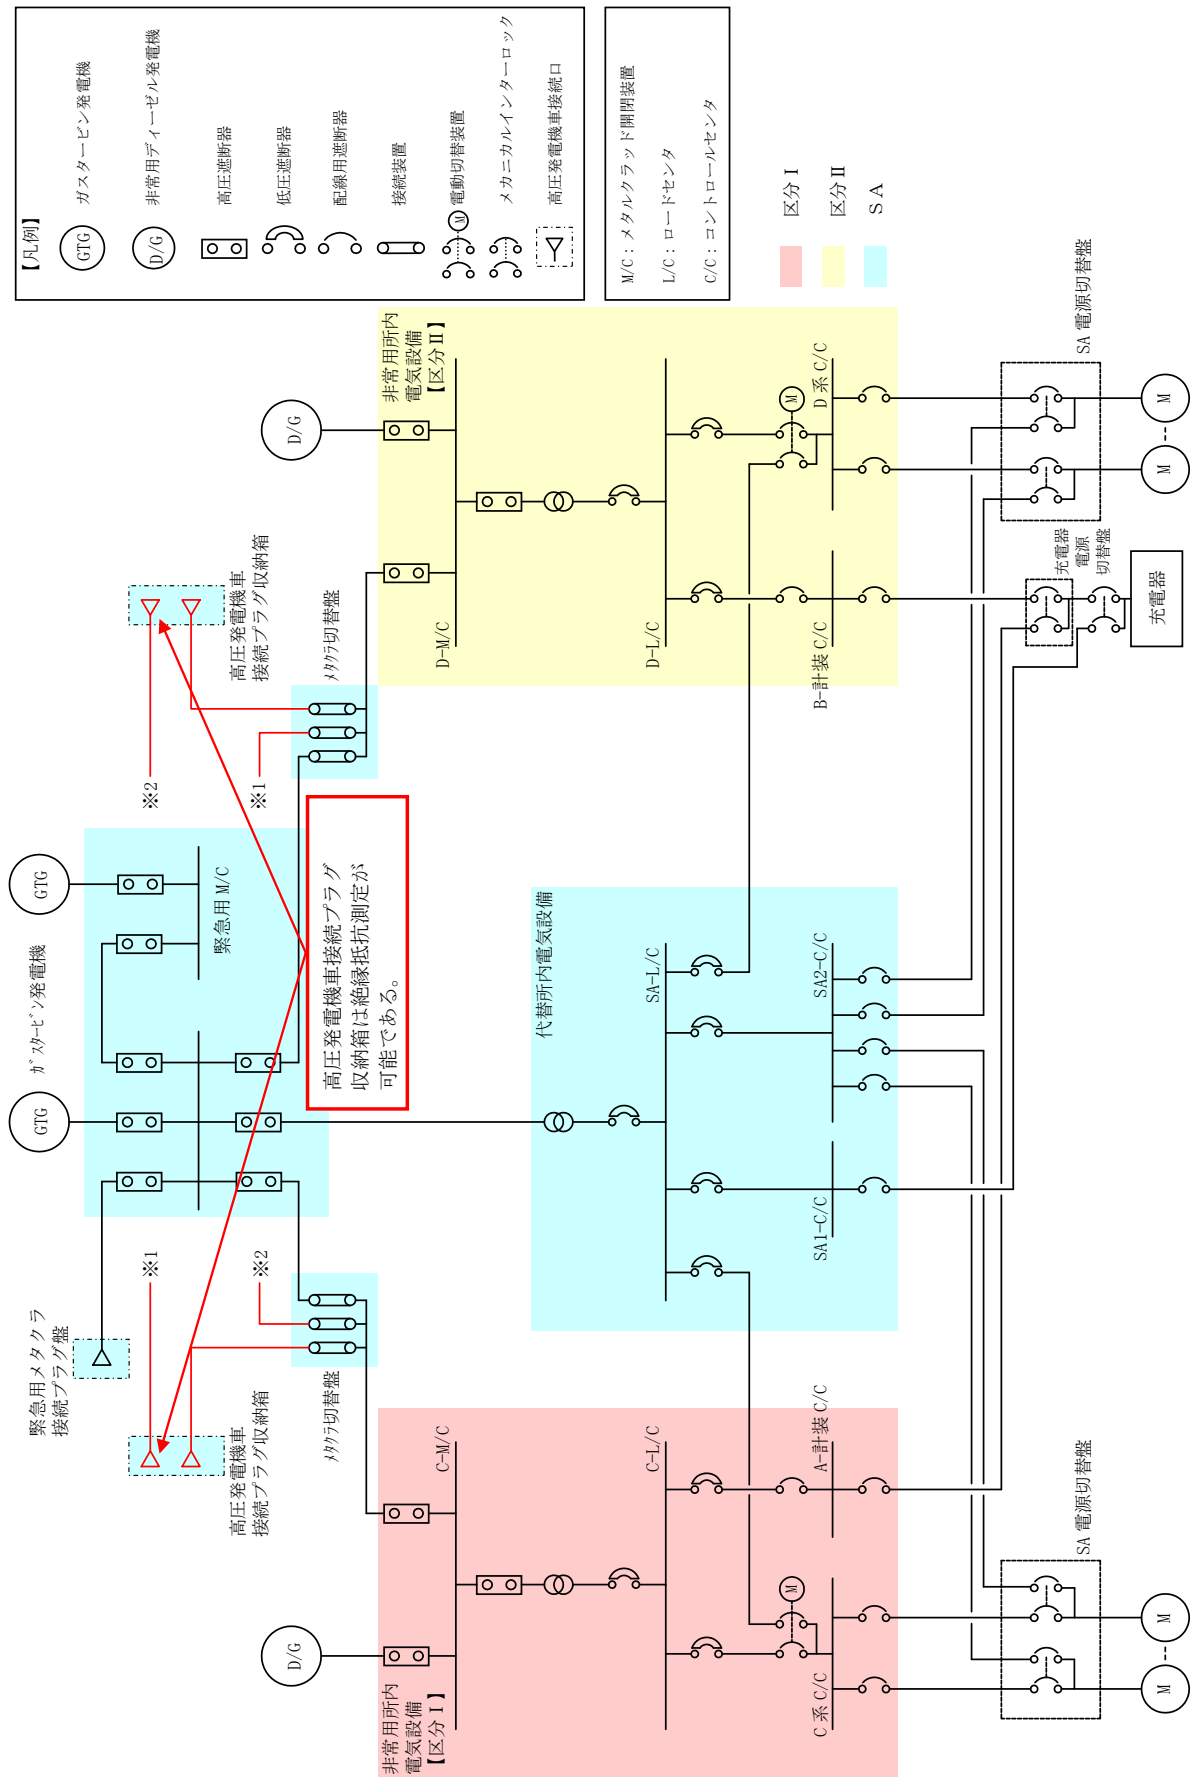 【凡例】
GTG
ガスタービン発電機
D/G
非常用ディーゼル発電機
高圧遮断器
低圧遮断器
配線用遮断器
接続装置
M
電動切替装置
メカニカルインターロック
高圧発電機車接続口
M/C：メタルクラッド開閉装置
L/C：ロードセンタ
C/C：コントロールセンタ
区分Ⅰ
区分Ⅱ
ＳＡ
GTG
GTG
ｶﾞｽﾀｰﾋﾞﾝ発電機
緊急用M/C
緊急用メタクラ
接続プラグ盤
※1
※2
高圧発電機車
接続プラグ収納箱
ﾒﾀｸﾗ切替盤
※2
※1
高圧発電機車
接続プラグ収納箱
ﾒﾀｸﾗ切替盤
高圧発電機車接続プラグ
収納箱は絶縁抵抗測定が
可能である。
D/G
非常用所内
電気設備
【区分Ⅰ】
C-M/C
C-L/C
M
C系C/C
A-計装C/C
代替所内電気設備
SA-L/C
SA1-C/C
SA2-C/C
D/G
非常用所内
電気設備
【区分Ⅱ】
D-M/C
D-L/C
M
D系C/C
B-計装C/C
SA電源切替盤
M
M
充電器
電源
切替盤
充電器
SA電源切替盤
M
M